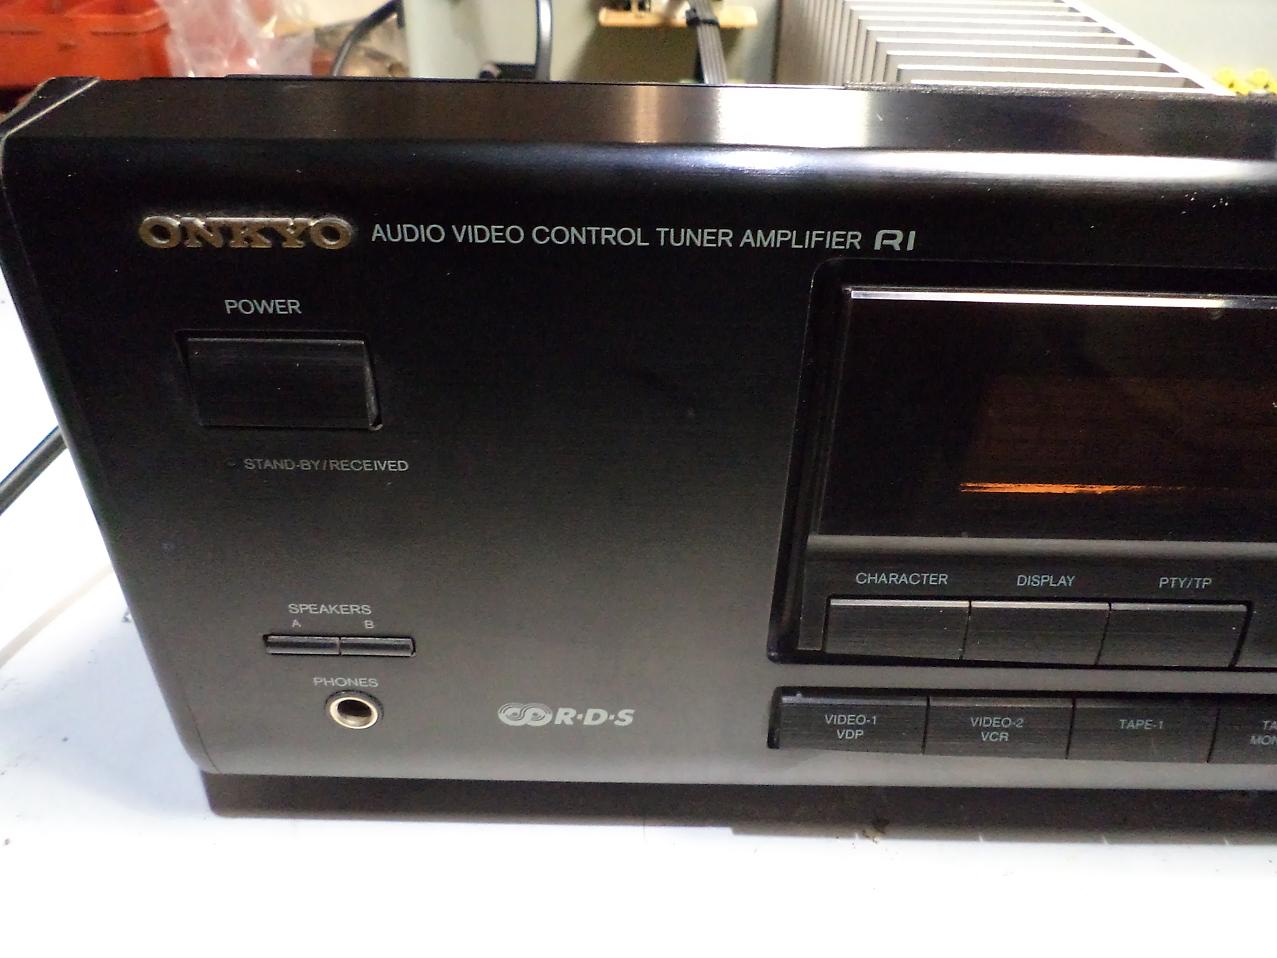 ONKYO AUDIO VIDEO CONTROL TUNER AMPLIFIER RI
POWER
STAND-BY/RECEIVED
SPEAKERS
A B
PHONES
R·D·S
CHARACTER DISPLAY PTY/TP
VIDEO-1 VIDEO-2 TAPE-1
VDP VCR